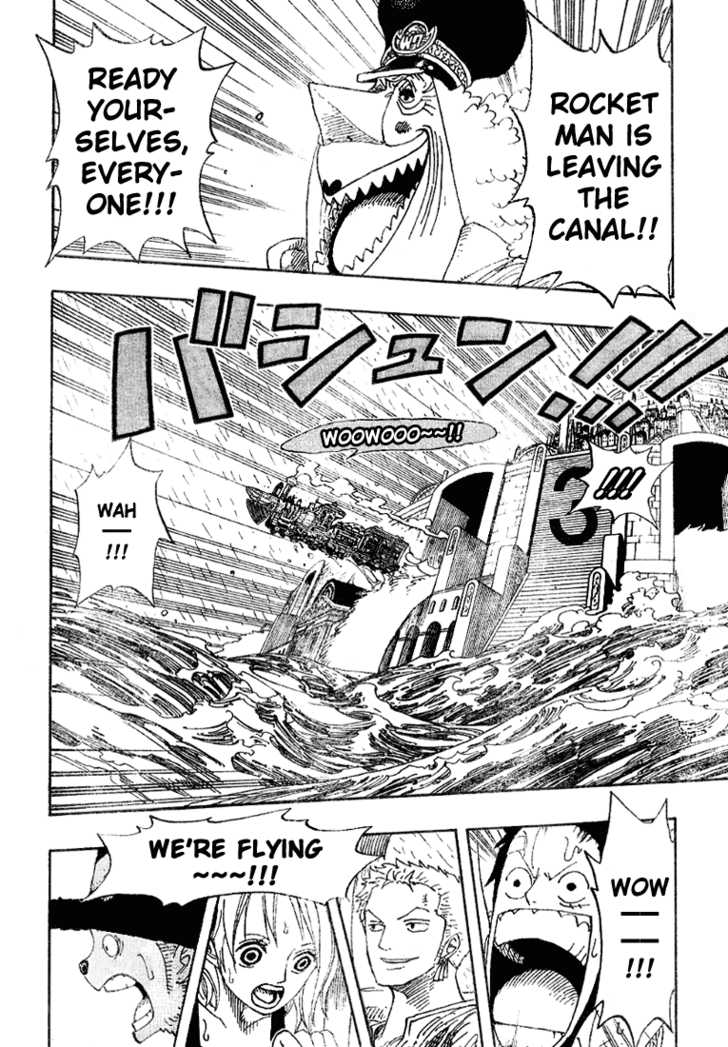 ROCKET
MAN IS
LEAVING
THE
CANAL!!
READY
YOUR-
SELVES,
EVERY-
ONE!!!
バシュン!!!
WOOWOOO~~!!
!!!
3
WAH
—
!!!
WOW
—
—
!!!
WE'RE FLYING
~~~!!!